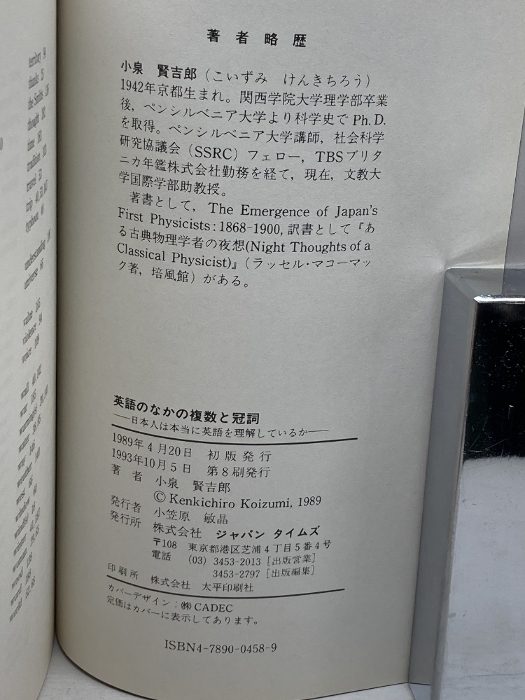 著者略歴
小泉 賢吉郎（こいずみ けんきちろう）
1942年京都生まれ。関西学院大学理学部卒業
後，ペンシルベニア大学より科学史でPh.D.
を取得。ペンシルベニア大学講師，社会科学
研究協議会（SSRC）フェロー，TBSブリタ
ニカ年鑑株式会社勤務を経て，現在，文教大
学国際学部助教授。
著書として，The Emergence of Japan's
First Physicists:1868-1900,訳書として『あ
る古典物理学者の夜想(Night Thoughts of a
Classical Physicist)』（ラッセル・マコーマッ
ク著，培風館）がある。
英語のなかの複数と冠詞
―日本人は本当に英語を理解しているか―
1989年4月20日 初版発行
1993年10月5日 第8刷発行
著者 小泉 賢吉郎
© Kenkichiro Koizumi, 1989
発行者 小笠原 敏晶
発行所 株式会社 ジャパン タイムズ
〒108 東京都港区芝浦4丁目5番4号
電話 (03) 3453-2013［出版営業］
3453-2797［出版編集］
印刷所 株式会社 太平印刷社
カバーデザイン：㈱CADEC
定価はカバーに表示してあります。
ISBN4-7890-0458-9